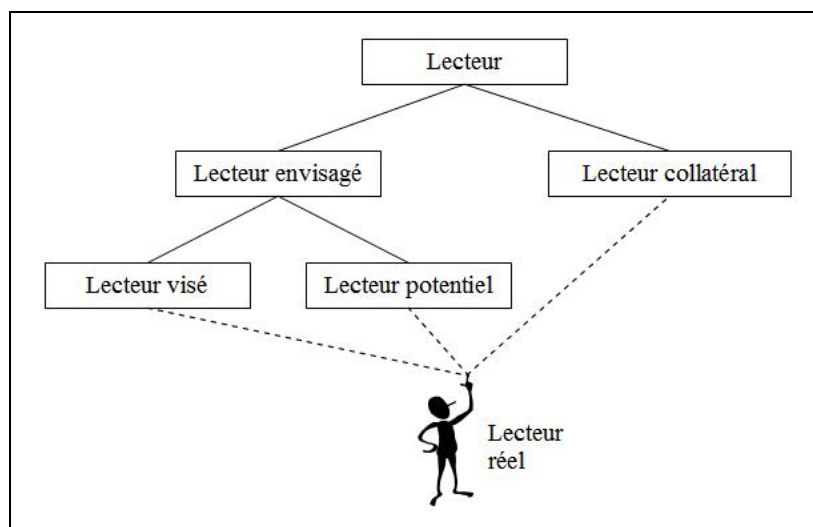 Lecteur
Lecteur envisagé
Lecteur collatéral
Lecteur visé
Lecteur potentiel
Lecteur
réel